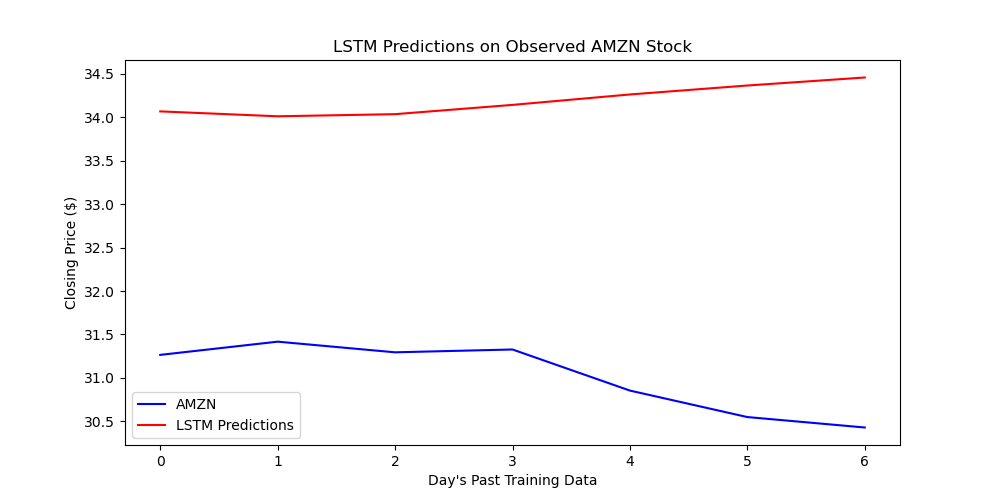 LSTM Predictions on Observed AMZN Stock
34.5
34.0
33.5
33.0
32.5
32.0
31.5
31.0
30.5
Closing Price ($)
AMZN
LSTM Predictions
0 1 2 3 4 5 6
Day's Past Training Data